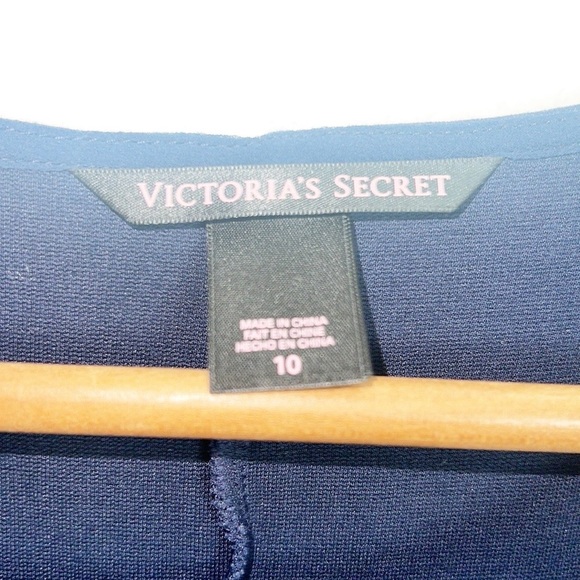 VICTORIA'S SECRET
MADE IN CHINA
FAIT EN CHINE
HECHO EN CHINA
10